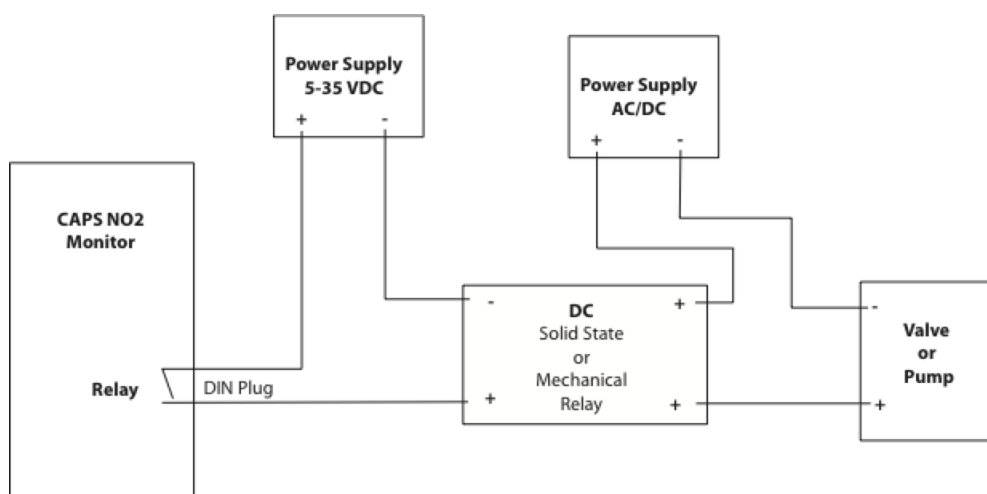 Power Supply
5-35 VDC
+ -
Power Supply
AC/DC
+ -
CAPS NO2
Monitor
Relay
DIN Plug
- +
DC
Solid State
or
Mechanical
Relay
+ +
-
Valve
or
Pump
+